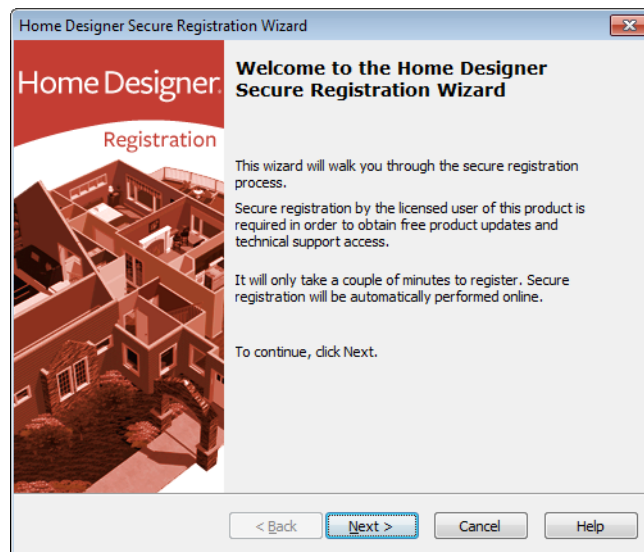 Home Designer Secure Registration Wizard
Home Designer.
Registration
Welcome to the Home Designer
Secure Registration Wizard
This wizard will walk you through the secure registration
process.
Secure registration by the licensed user of this product is
required in order to obtain free product updates and
technical support access.
It will only take a couple of minutes to register. Secure
registration will be automatically performed online.
To continue, click Next.
< Back Next > Cancel Help